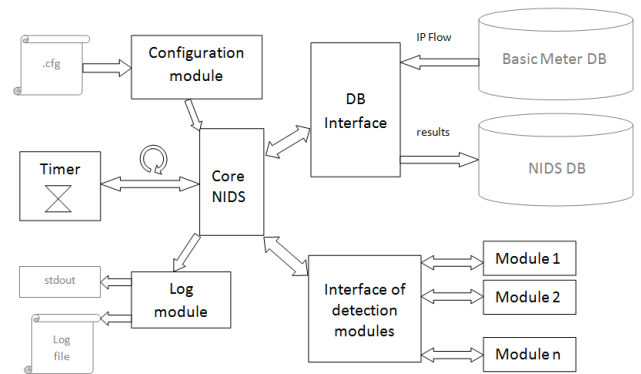 .cfg
Configuration
module
DB
Interface
IP Flow
Basic Meter DB
results
NIDS DB
Timer
Core
NIDS
stdout
Log
module
Log
file
Interface of
detection
modules
Module 1
Module 2
Module n